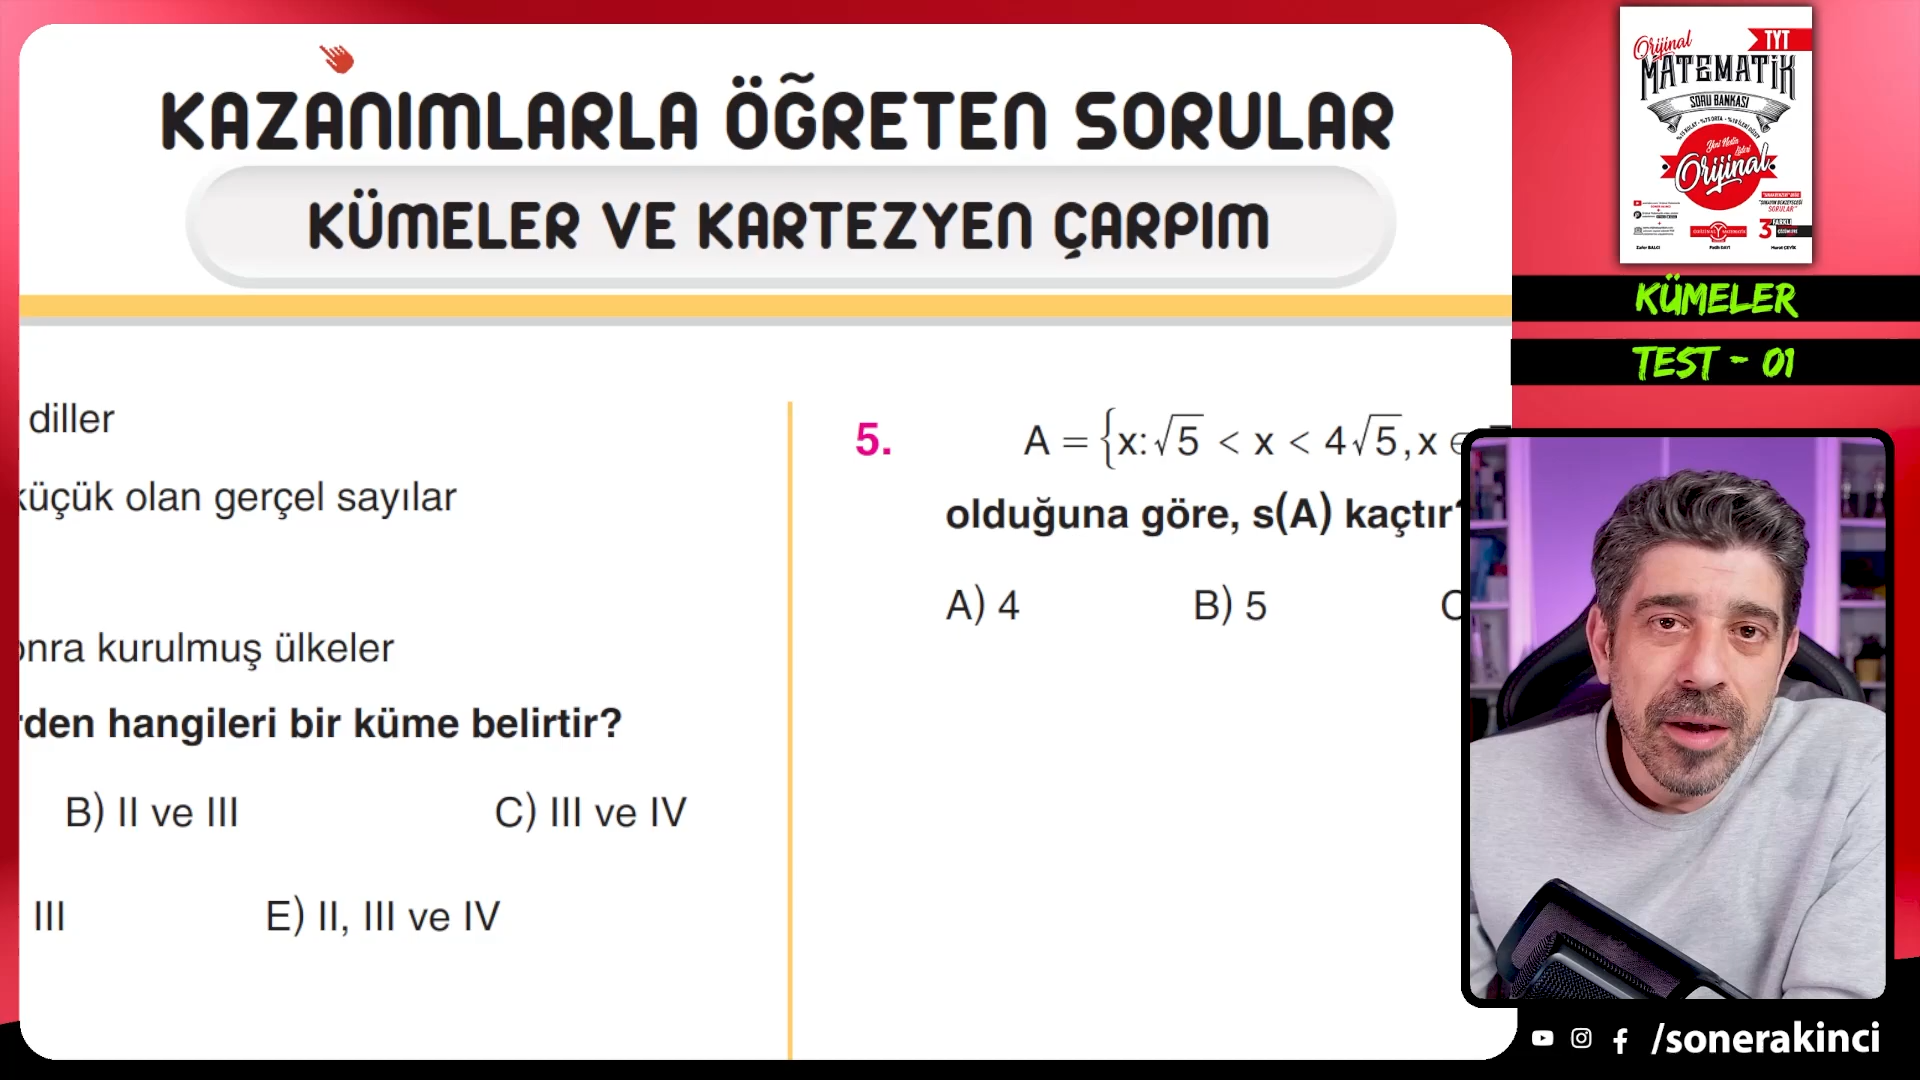 KAZANIMLARLA ÖĞRETEN SORULAR
KÜMELER VE KARTEZYEN ÇARPIM
diller
küçük olan gerçel sayılar
kurulmuş ülkeler
hangileri bir küme belirtir?
B) II ve III
C) III ve IV
III
E) II, III ve IV
5.
A = {x: √5 < x < 4√5, x ∈
olduğuna göre, s(A) kaçtır?
A) 4
B) 5
Orijinal
TYT
MATEMATİK
SORU BANKASI
Orijinal
KÜMELER
TEST - 01
/sonerakinci